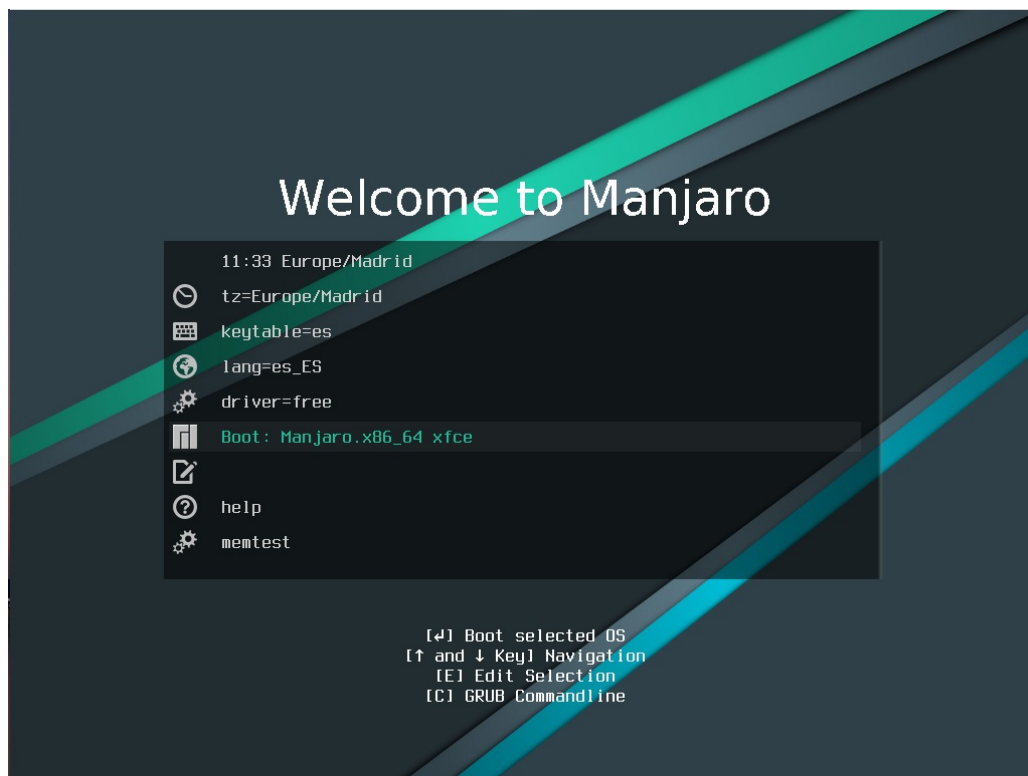 Welcome to Manjaro
11:33 Europe/Madrid
tz=Europe/Madrid
keytable=es
lang=es_ES
driver=free
Boot: Manjaro.x86_64 xfce
help
memtest
[↲] Boot selected OS
[↑ and ↓ Key] Navigation
[E] Edit Selection
[C] GRUB Commandline